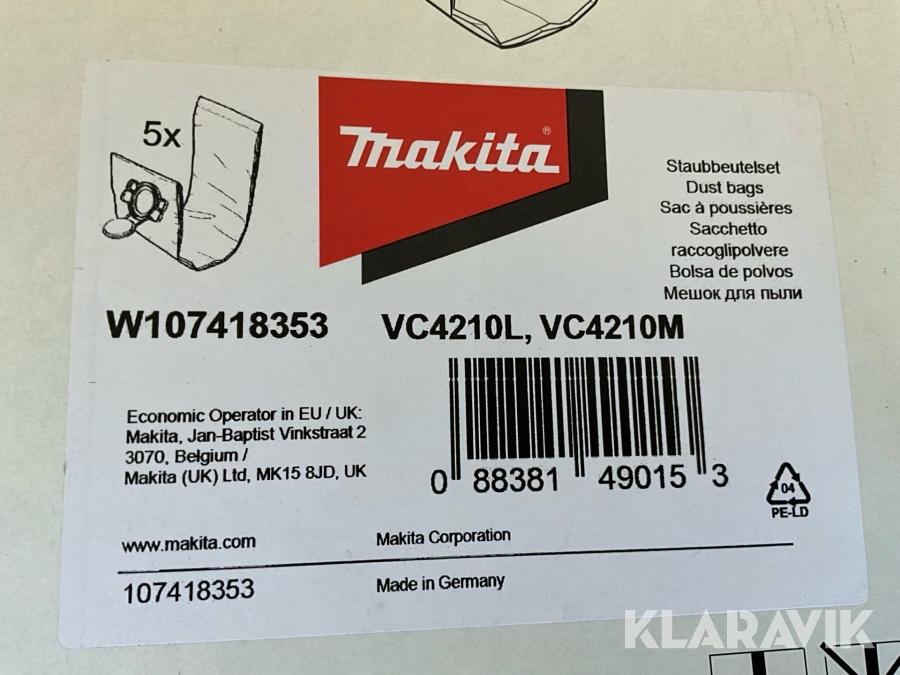 5x
makita®
Staubbeutelset
Dust bags
Sac à poussières
Sacchetto
raccoglipolvere
Bolsa de polvos
Мешок для пыли
W107418353
VC4210L, VC4210M
Economic Operator in EU / UK:
Makita, Jan-Baptist Vinkstraat 2
3070, Belgium /
Makita (UK) Ltd, MK15 8JD, UK
0 88381 49015 3
04
PE-LD
www.makita.com
Makita Corporation
107418353
Made in Germany
KLARAVIK